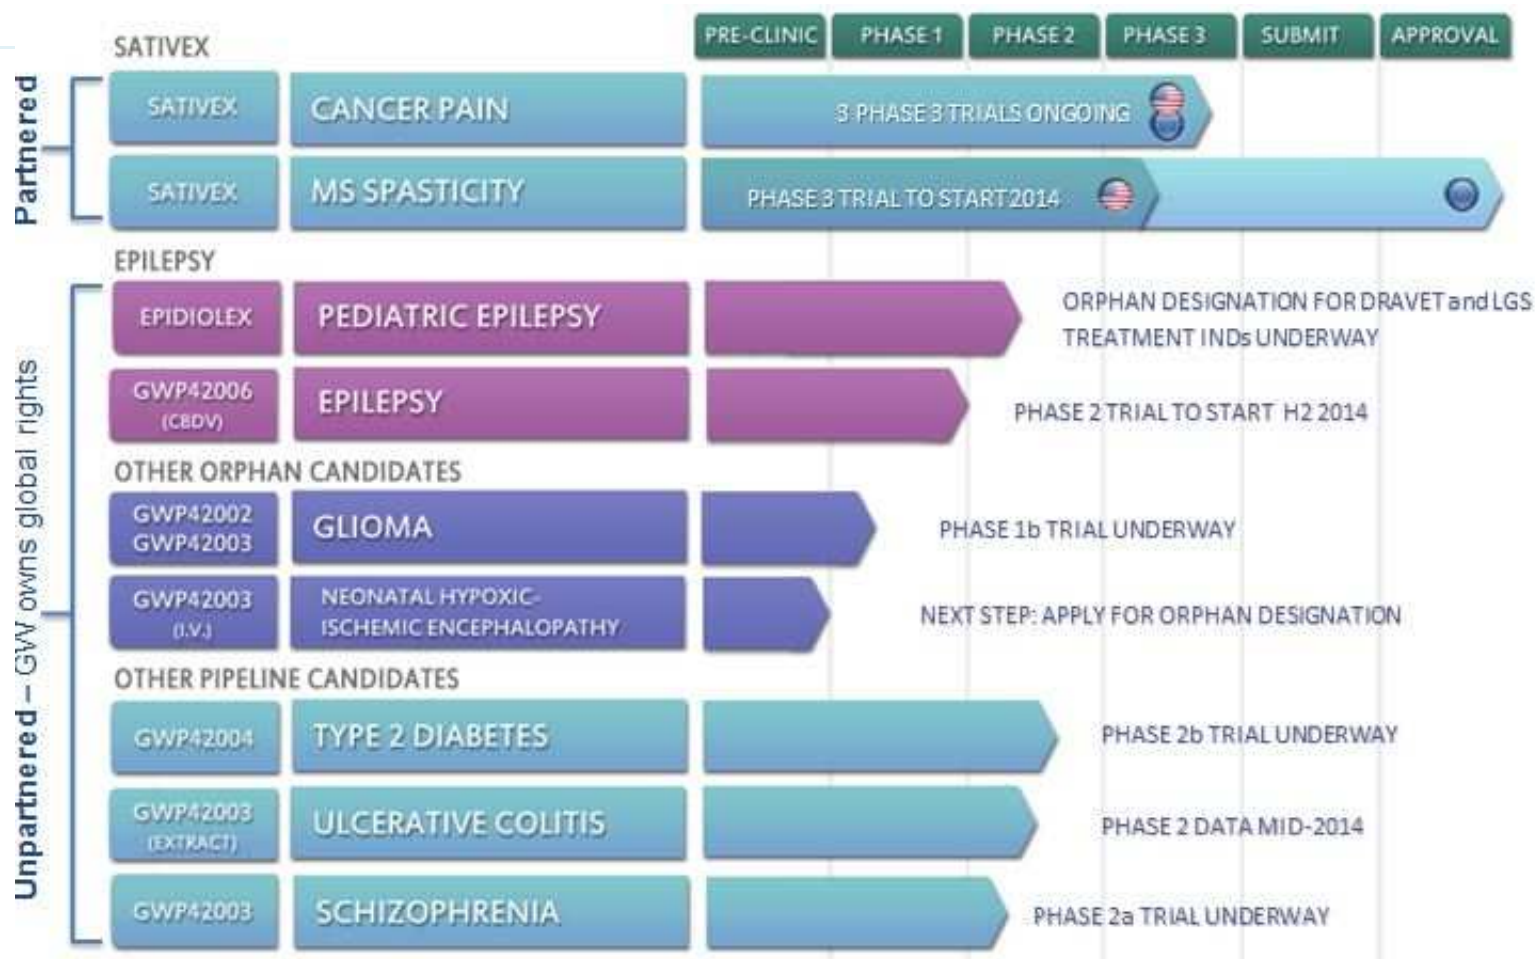 PRE-CLINIC PHASE 1 PHASE 2 PHASE 3 SUBMIT APPROVAL
Partnered
SATIVEX
SATIVEX CANCER PAIN 3 PHASE 3 TRIALS ONGOING
SATIVEX MS SPASTICITY PHASE 3 TRIAL TO START 2014
Unpartnered – GW owns global rights
EPILEPSY
EPIDIOLEX PEDIATRIC EPILEPSY
ORPHAN DESIGNATION FOR DRAVET and LGS
TREATMENT INDs UNDERWAY
GWP42006
(CBDV)
EPILEPSY
PHASE 2 TRIAL TO START H2 2014
OTHER ORPHAN CANDIDATES
GWP42002
GWP42003
GLIOMA
PHASE 1b TRIAL UNDERWAY
GWP42003
(I.V.)
NEONATAL HYPOXIC-
ISCHEMIC ENCEPHALOPATHY
NEXT STEP: APPLY FOR ORPHAN DESIGNATION
OTHER PIPELINE CANDIDATES
GWP42004 TYPE 2 DIABETES PHASE 2b TRIAL UNDERWAY
GWP42003
(EXTRACT)
ULCERATIVE COLITIS
PHASE 2 DATA MID-2014
GWP42003 SCHIZOPHRENIA PHASE 2a TRIAL UNDERWAY